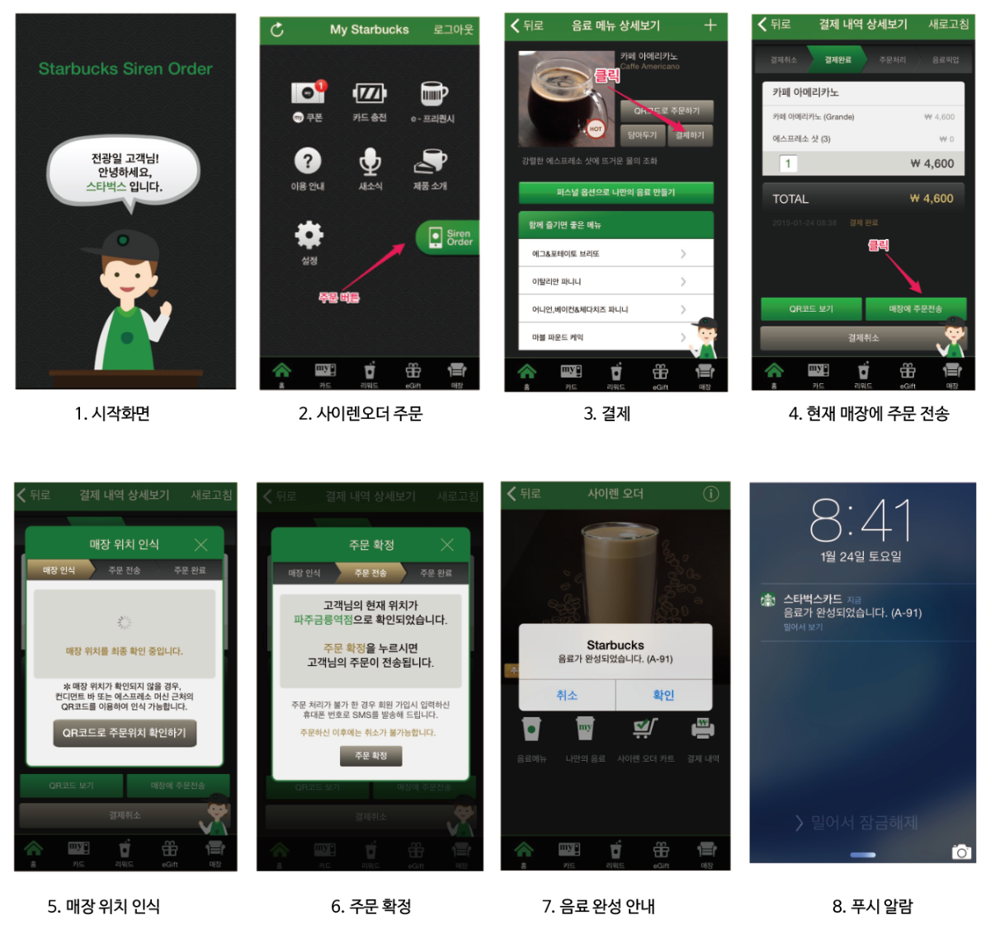 Starbucks Siren Order
전광일 고객님!
안녕하세요,
스타벅스 입니다.
1. 시작화면
My Starbucks
로그아웃
my
1
my 쿠폰
카드 충전
e - 프리퀀시
?
이용 안내
새소식
제품 소개
설정
Siren
Order
주문 버튼
홈
my
카드
리워드
eGift
매장
2. 사이렌오더 주문
뒤로
음료 메뉴 상세보기
카페 아메리카노
Caffe Americano
클릭
QR코드로 주문하기
HOT
담아두기
결제하기
강렬한 에스프레소 샷에 뜨거운 물의 조화
퍼스널 옵션으로 나만의 음료 만들기
함께 즐기면 좋은 메뉴
에그&포테이토 브리또
이탈리안 파니니
어니언,베이컨&체다치즈 파니니
마블 파운드 케익
홈
my
카드
리워드
eGift
매장
3. 결제
뒤로
결제 내역 상세보기
새로고침
결제취소
결제완료
주문처리
음료픽업
카페 아메리카노
카페 아메리카노 (Grande)
₩ 4,600
에스프레소 샷 (3)
₩ 0
1
₩ 4,600
TOTAL
₩ 4,600
2015-01-24 08:38
결제 완료
클릭
QR코드 보기
매장에 주문전송
결제취소
홈
my
카드
리워드
eGift
매장
4. 현재 매장에 주문 전송
뒤로
결제 내역 상세보기
새로고침
매장 위치 인식
매장 인식
주문 전송
주문 완료
매장 위치를 최종 확인 중입니다.
※ 매장 위치가 확인되지 않을 경우,
컨디먼트 바 또는 에스프레소 머신 근처의
QR코드를 이용하여 인식 가능합니다.
QR코드로 주문위치 확인하기
QR코드 보기
매장에 주문전송
결제취소
홈
my
카드
리워드
eGift
매장
5. 매장 위치 인식
뒤로
결제 내역 상세보기
새로고침
주문 확정
매장 인식
주문 전송
주문 완료
고객님의 현재 위치가
파주금릉역점으로 확인되었습니다.
주문 확정을 누르시면
고객님의 주문이 전송됩니다.
주문 처리가 불가 한 경우 회원 가입시 입력하신
휴대폰 번호로 SMS를 발송해 드립니다.
주문하신 이후에는 취소가 불가능합니다.
주문 확정
QR코드 보기
매장에 주문전송
결제취소
홈
my
카드
리워드
eGift
매장
6. 주문 확정
뒤로
사이렌 오더
주
Starbucks
음료가 완성되었습니다. (A-91)
취소
확인
my
₩
음료메뉴
나만의 음료
사이렌 오더 카트
결제 내역
홈
my
카드
리워드
eGift
매장
7. 음료 완성 안내
8:41
1월 24일 토요일
스타벅스카드 지금
음료가 완성되었습니다. (A-91)
밀어서 보기
밀어서 잠금해제
8. 푸시 알람